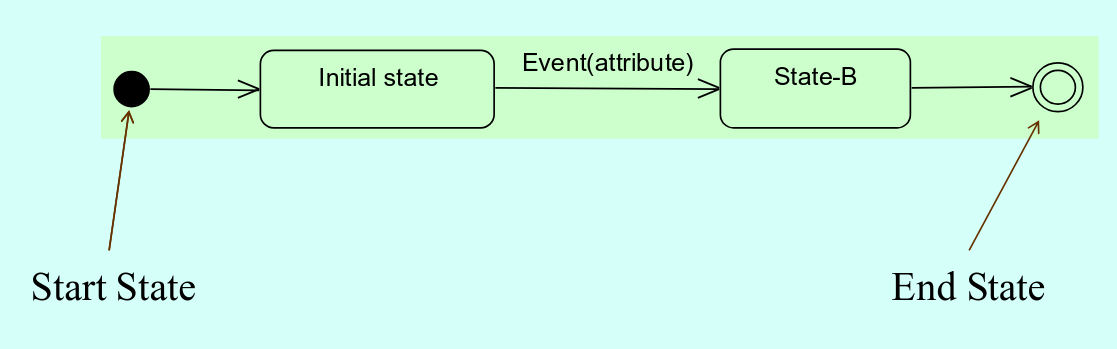 Initial state
Event(attribute)
State-B
Start State
End State